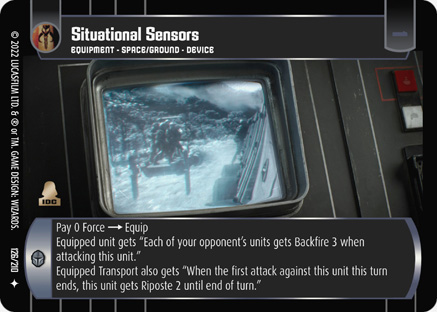 Situational Sensors
EQUIPMENT - SPACE/GROUND - DEVICE
Pay 0 Force → Equip
Equipped unit gets “Each of your opponent’s units gets Backfire 3 when
attacking this unit.”
Equipped Transport also gets “When the first attack against this unit this turn
ends, this unit gets Riposte 2 until end of turn.”
IDC
© 2022 LUCASFILM LTD. & ® or TM. GAME DESIGN: WIZARDS.
126/210